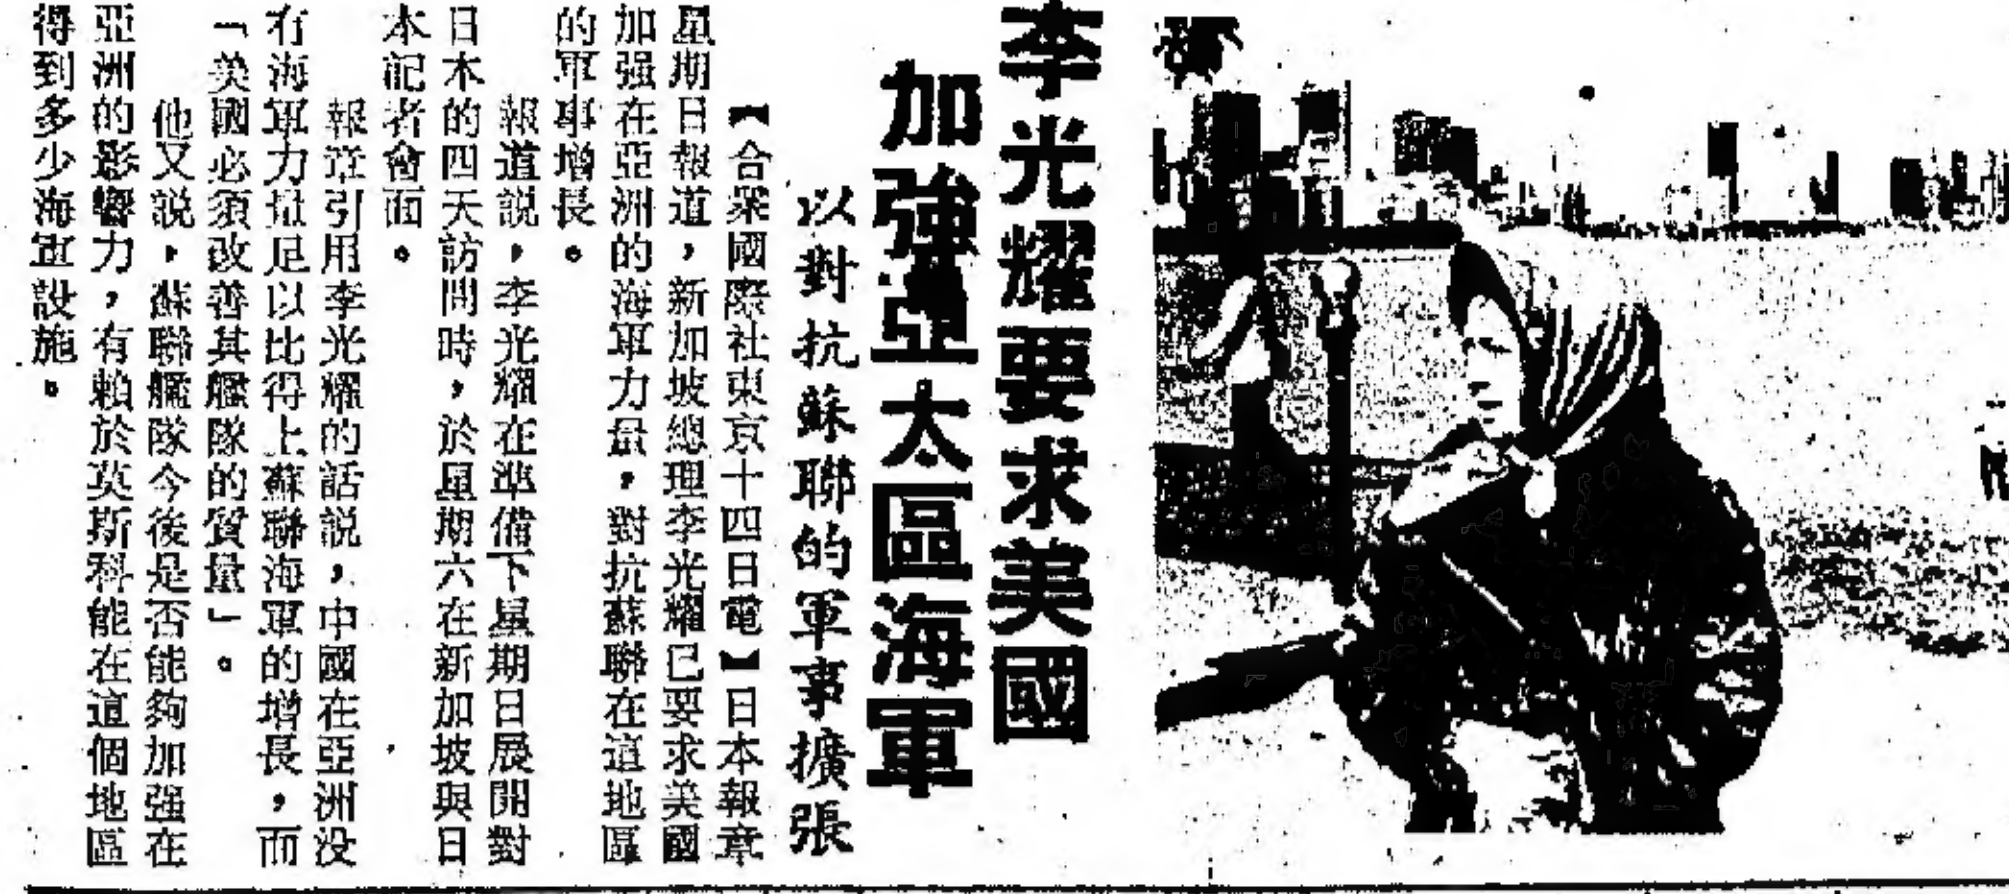 李光耀要求美國
加強亞太區海軍
以對抗蘇聯的軍事擴張
【合衆國際社東京十四日電】日本報章
星期日報道，新加坡總理李光耀已要求美國
加强在亞洲的海軍力量，對抗蘇聯在這地區
的軍事增長。
報道説，李光耀在準備下星期日展開對
日本的四天訪問時，於星期六在新加坡與日
本記者會面。
報章引用李光耀的話説，中國在亞洲没
有海軍力量足以比得上蘇聯海軍的增長，而
「美國必須改善其艦隊的質量」。
他又説，蘇聯艦隊今後是否能夠加强在
亞洲的影響力，有賴於莫斯科能在這個地區
得到多少海軍設施。